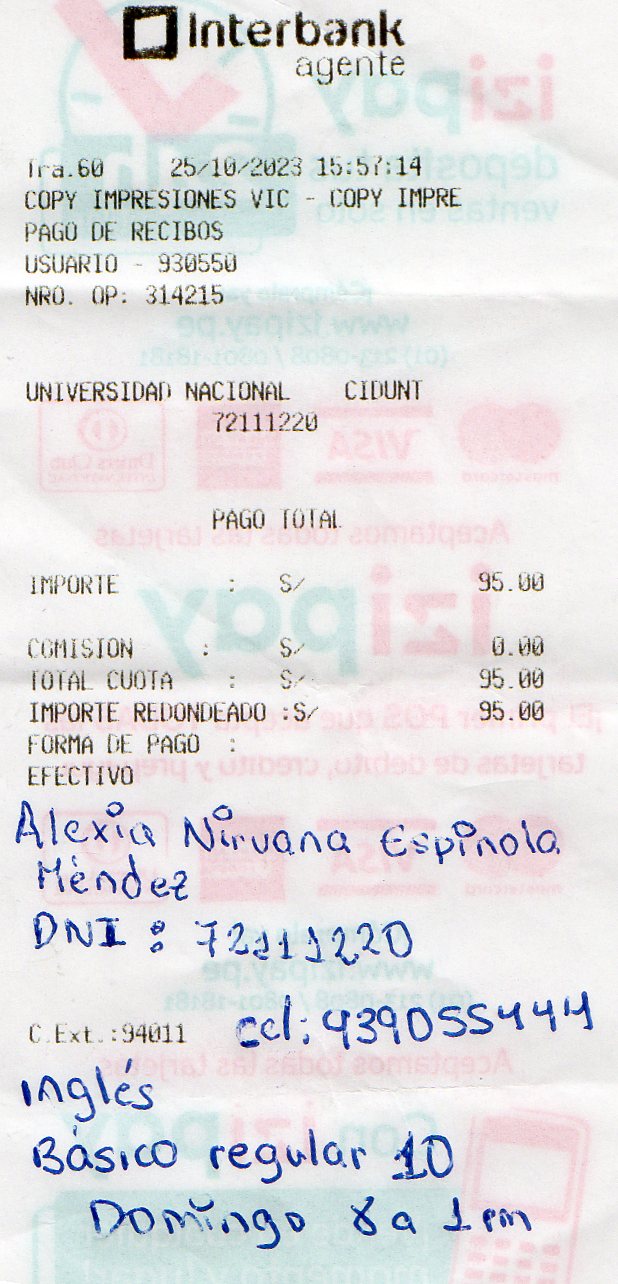 Interbank
agente
Tra.60 25/10/2023 15:57:14
COPY IMPRESIONES VIC - COPY IMPRE
PAGO DE RECIBOS
USUARIO - 930550
NRO. OP: 314215
UNIVERSIDAD NACIONAL CIDUNT
72111220
PAGO TOTAL
IMPORTE : S/ 95.00
COMISION : S/ 0.00
TOTAL CUOTA : S/ 95.00
IMPORTE REDONDEADO :S/ 95.00
FORMA DE PAGO :
EFECTIVO
Alexia Nirvana Espinola
Méndez
DNI : 72111220
C.Ext.:94011 cel: 939055444
Inglés
Básico regular 10
Domingo 8 a 1 pm